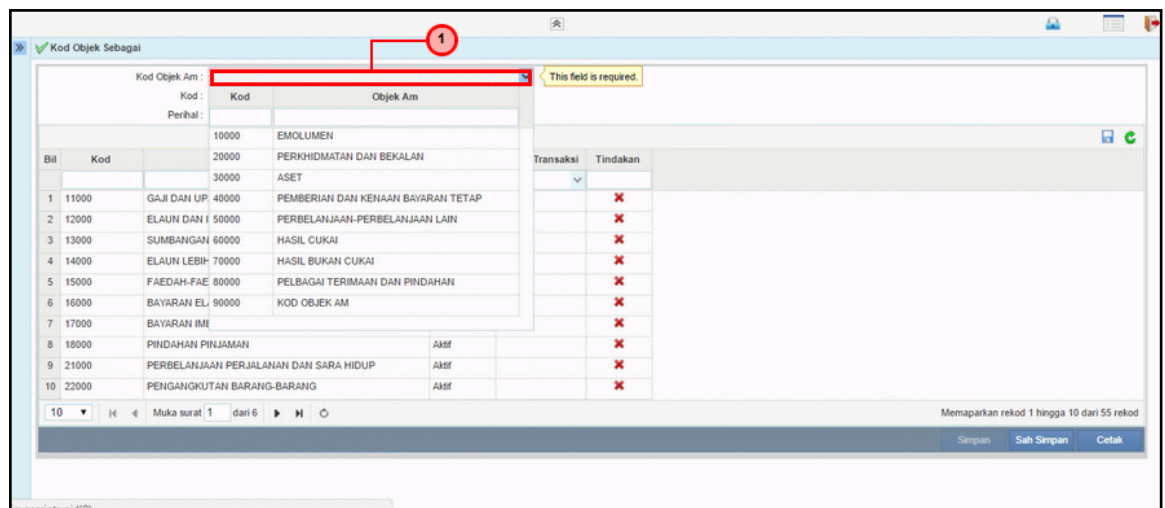 1
Kod Objek Sebagai
Kod Objek Am :
This field is required.
Kod :
Kod Objek Am
Perihal :
10000 EMOLUMEN
Bil Kod
20000 PERKHIDMATAN DAN BEKALAN
Transaksi Tindakan
30000 ASET
1 11000 GAJI DAN UP 40000 PEMBERIAN DAN KENAAN BAYARAN TETAP
2 12000 ELAUN DAN 50000 PERBELANJAAN-PERBELANJAAN LAIN
3 13000 SUMBANGAN 60000 HASIL CUKAI
4 14000 ELAUN LEBIH 70000 HASIL BUKAN CUKAI
5 15000 FAEDAH-FAE 80000 PELBAGAI TERIMAAN DAN PINDAHAN
6 16000 BAYARAN EL 90000 KOD OBJEK AM
7 17000 BAYARAN IME
8 18000 PINDAHAN PINJAMAN Aktif
9 21000 PERBELANJAAN PERJALANAN DAN SARA HIDUP Aktif
10 22000 PENGANGKUTAN BARANG-BARANG Aktif
10 Muka surat 1 dari 6
Memaparkan rekod 1 hingga 10 dari 55 rekod
Simpan Sah Simpan Cetak